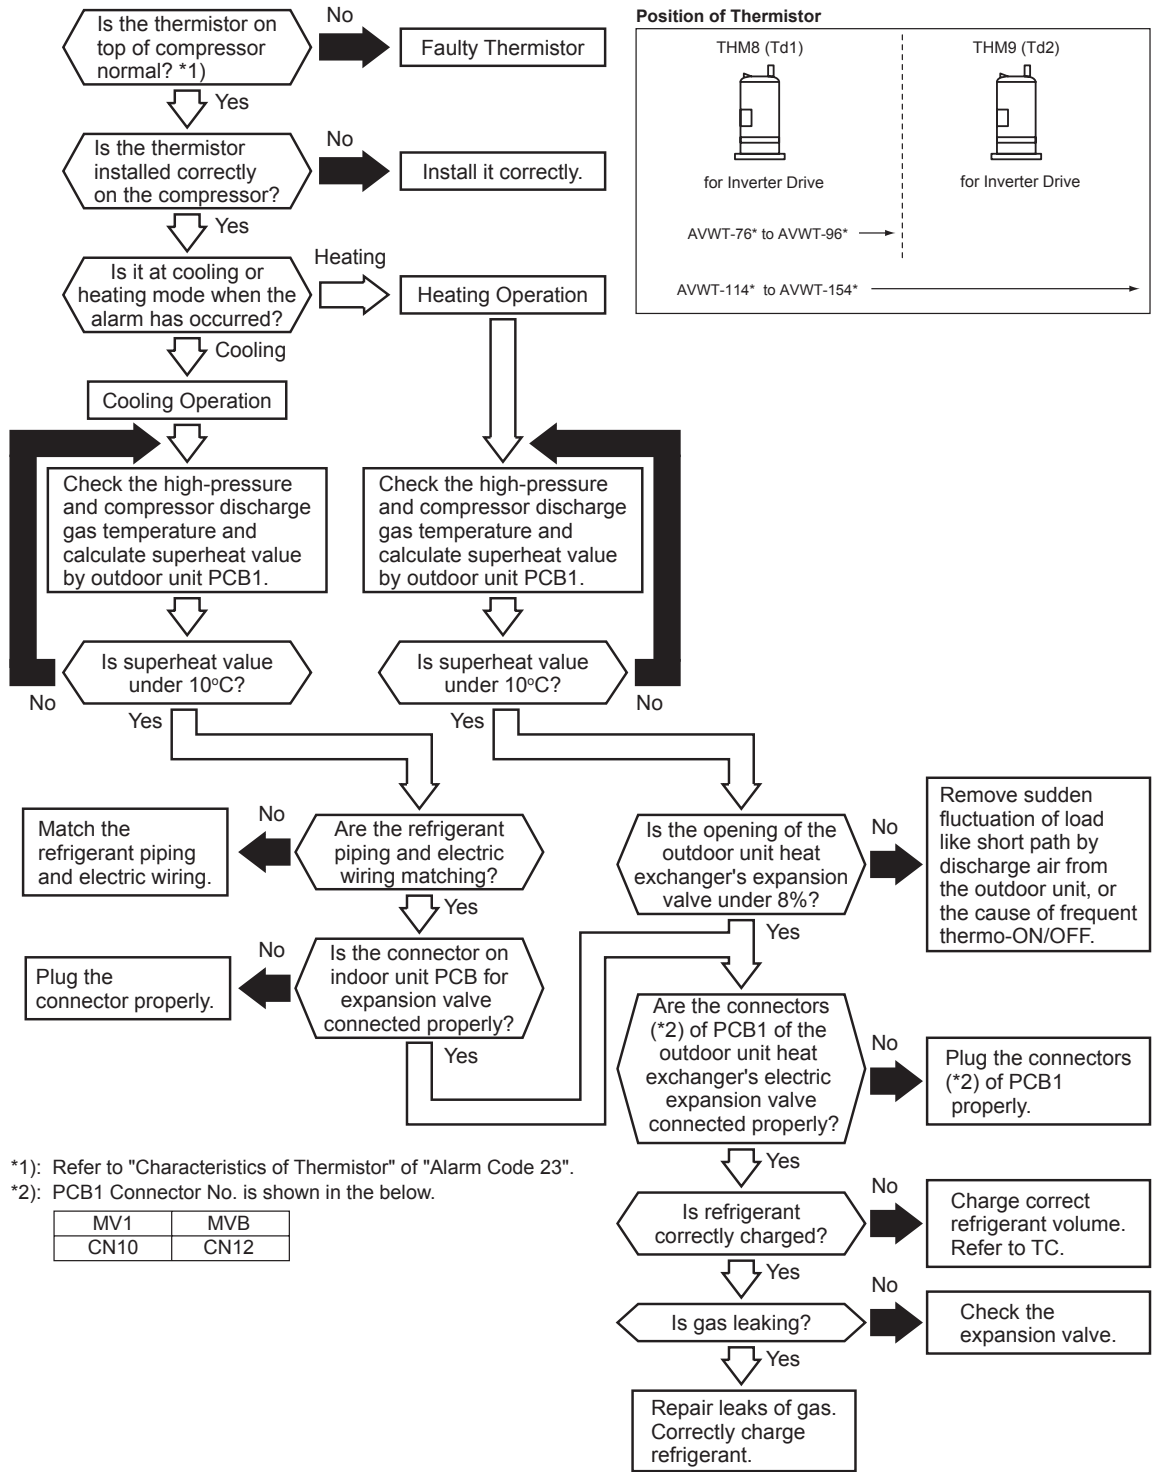 Is the thermistor on
top of compressor
normal? *1)
No
Faulty Thermistor
Yes
Is the thermistor
installed correctly
on the compressor?
No
Install it correctly.
Yes
Is it at cooling or
heating mode when the
alarm has occurred?
Heating
Heating Operation
Cooling
Cooling Operation
Position of Thermistor
THM8 (Td1)
THM9 (Td2)
for Inverter Drive
for Inverter Drive
AVWT-76* to AVWT-96*
AVWT-114* to AVWT-154*
Check the high-pressure
and compressor discharge
gas temperature and
calculate superheat value
by outdoor unit PCB1.
Check the high-pressure
and compressor discharge
gas temperature and
calculate superheat value
by outdoor unit PCB1.
Is superheat value
under 10°C?
No
Yes
Is superheat value
under 10°C?
No
Yes
Are the refrigerant
piping and electric
wiring matching?
No
Match the
refrigerant piping
and electric wiring.
Yes
Is the connector on
indoor unit PCB for
expansion valve
connected properly?
No
Plug the
connector properly.
Yes
Is the opening of the
outdoor unit heat
exchanger's expansion
valve under 8%?
No
Remove sudden
fluctuation of load
like short path by
discharge air from
the outdoor unit, or
the cause of frequent
thermo-ON/OFF.
Yes
Are the connectors
(*2) of PCB1 of the
outdoor unit heat
exchanger's electric
expansion valve
connected properly?
No
Plug the connectors
(*2) of PCB1
properly.
Yes
Is refrigerant
correctly charged?
No
Charge correct
refrigerant volume.
Refer to TC.
Yes
Is gas leaking?
No
Check the
expansion valve.
Yes
Repair leaks of gas.
Correctly charge
refrigerant.
*1): Refer to "Characteristics of Thermistor" of "Alarm Code 23".
*2): PCB1 Connector No. is shown in the below.
MV1 MVB
CN10 CN12